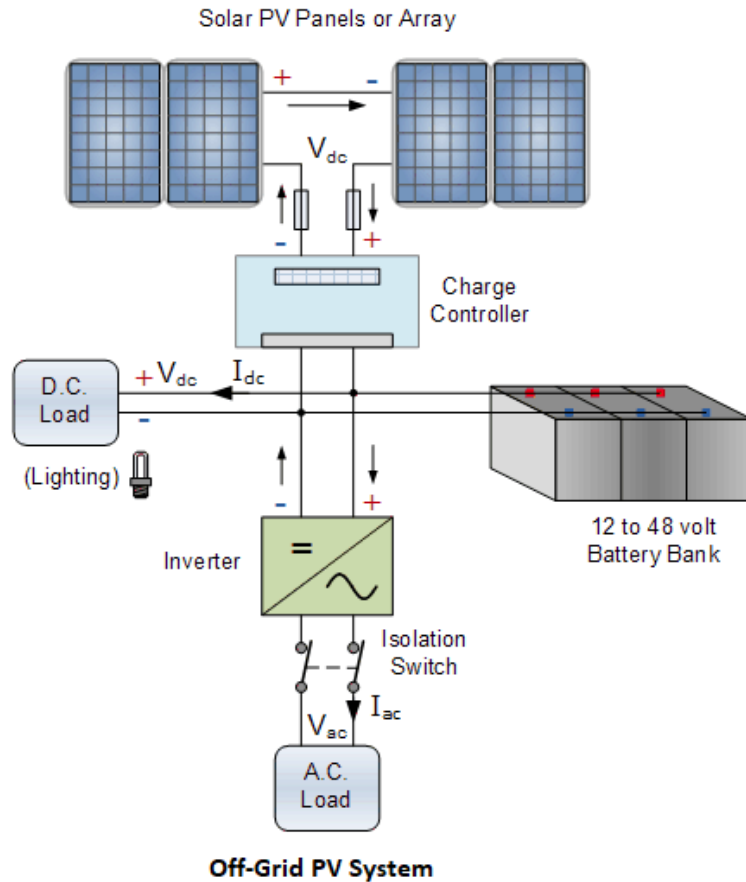 Solar PV Panels or Array
+ -
Vdc
- +
Charge
Controller
D.C.
Load
+ Vdc Idc
-
(Lighting)
- +
12 to 48 volt
Battery Bank
Inverter
=
Isolation
Switch
Iac
Vac
A.C.
Load
Off-Grid PV System